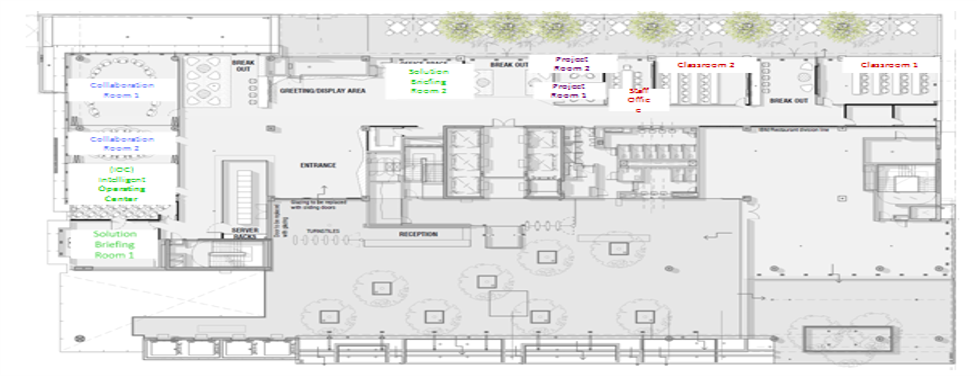 BREAK
OUT
Collaboration
Room 1
GREETING/DISPLAY AREA
Solution
Briefing
Room 2
BREAK OUT
Project
Room 2
Project
Room 1
Staff
Offic
e
Classroom 2
BREAK OUT
Classroom 1
Collaboration
Room 2
(IOC)
Intelligent
Operating
Center
ENTRANCE
Glazing to be replaced
with sliding doors
Solution
Briefing
Room 1
SERVER
RACKS
TURNSTILES
RECEPTION